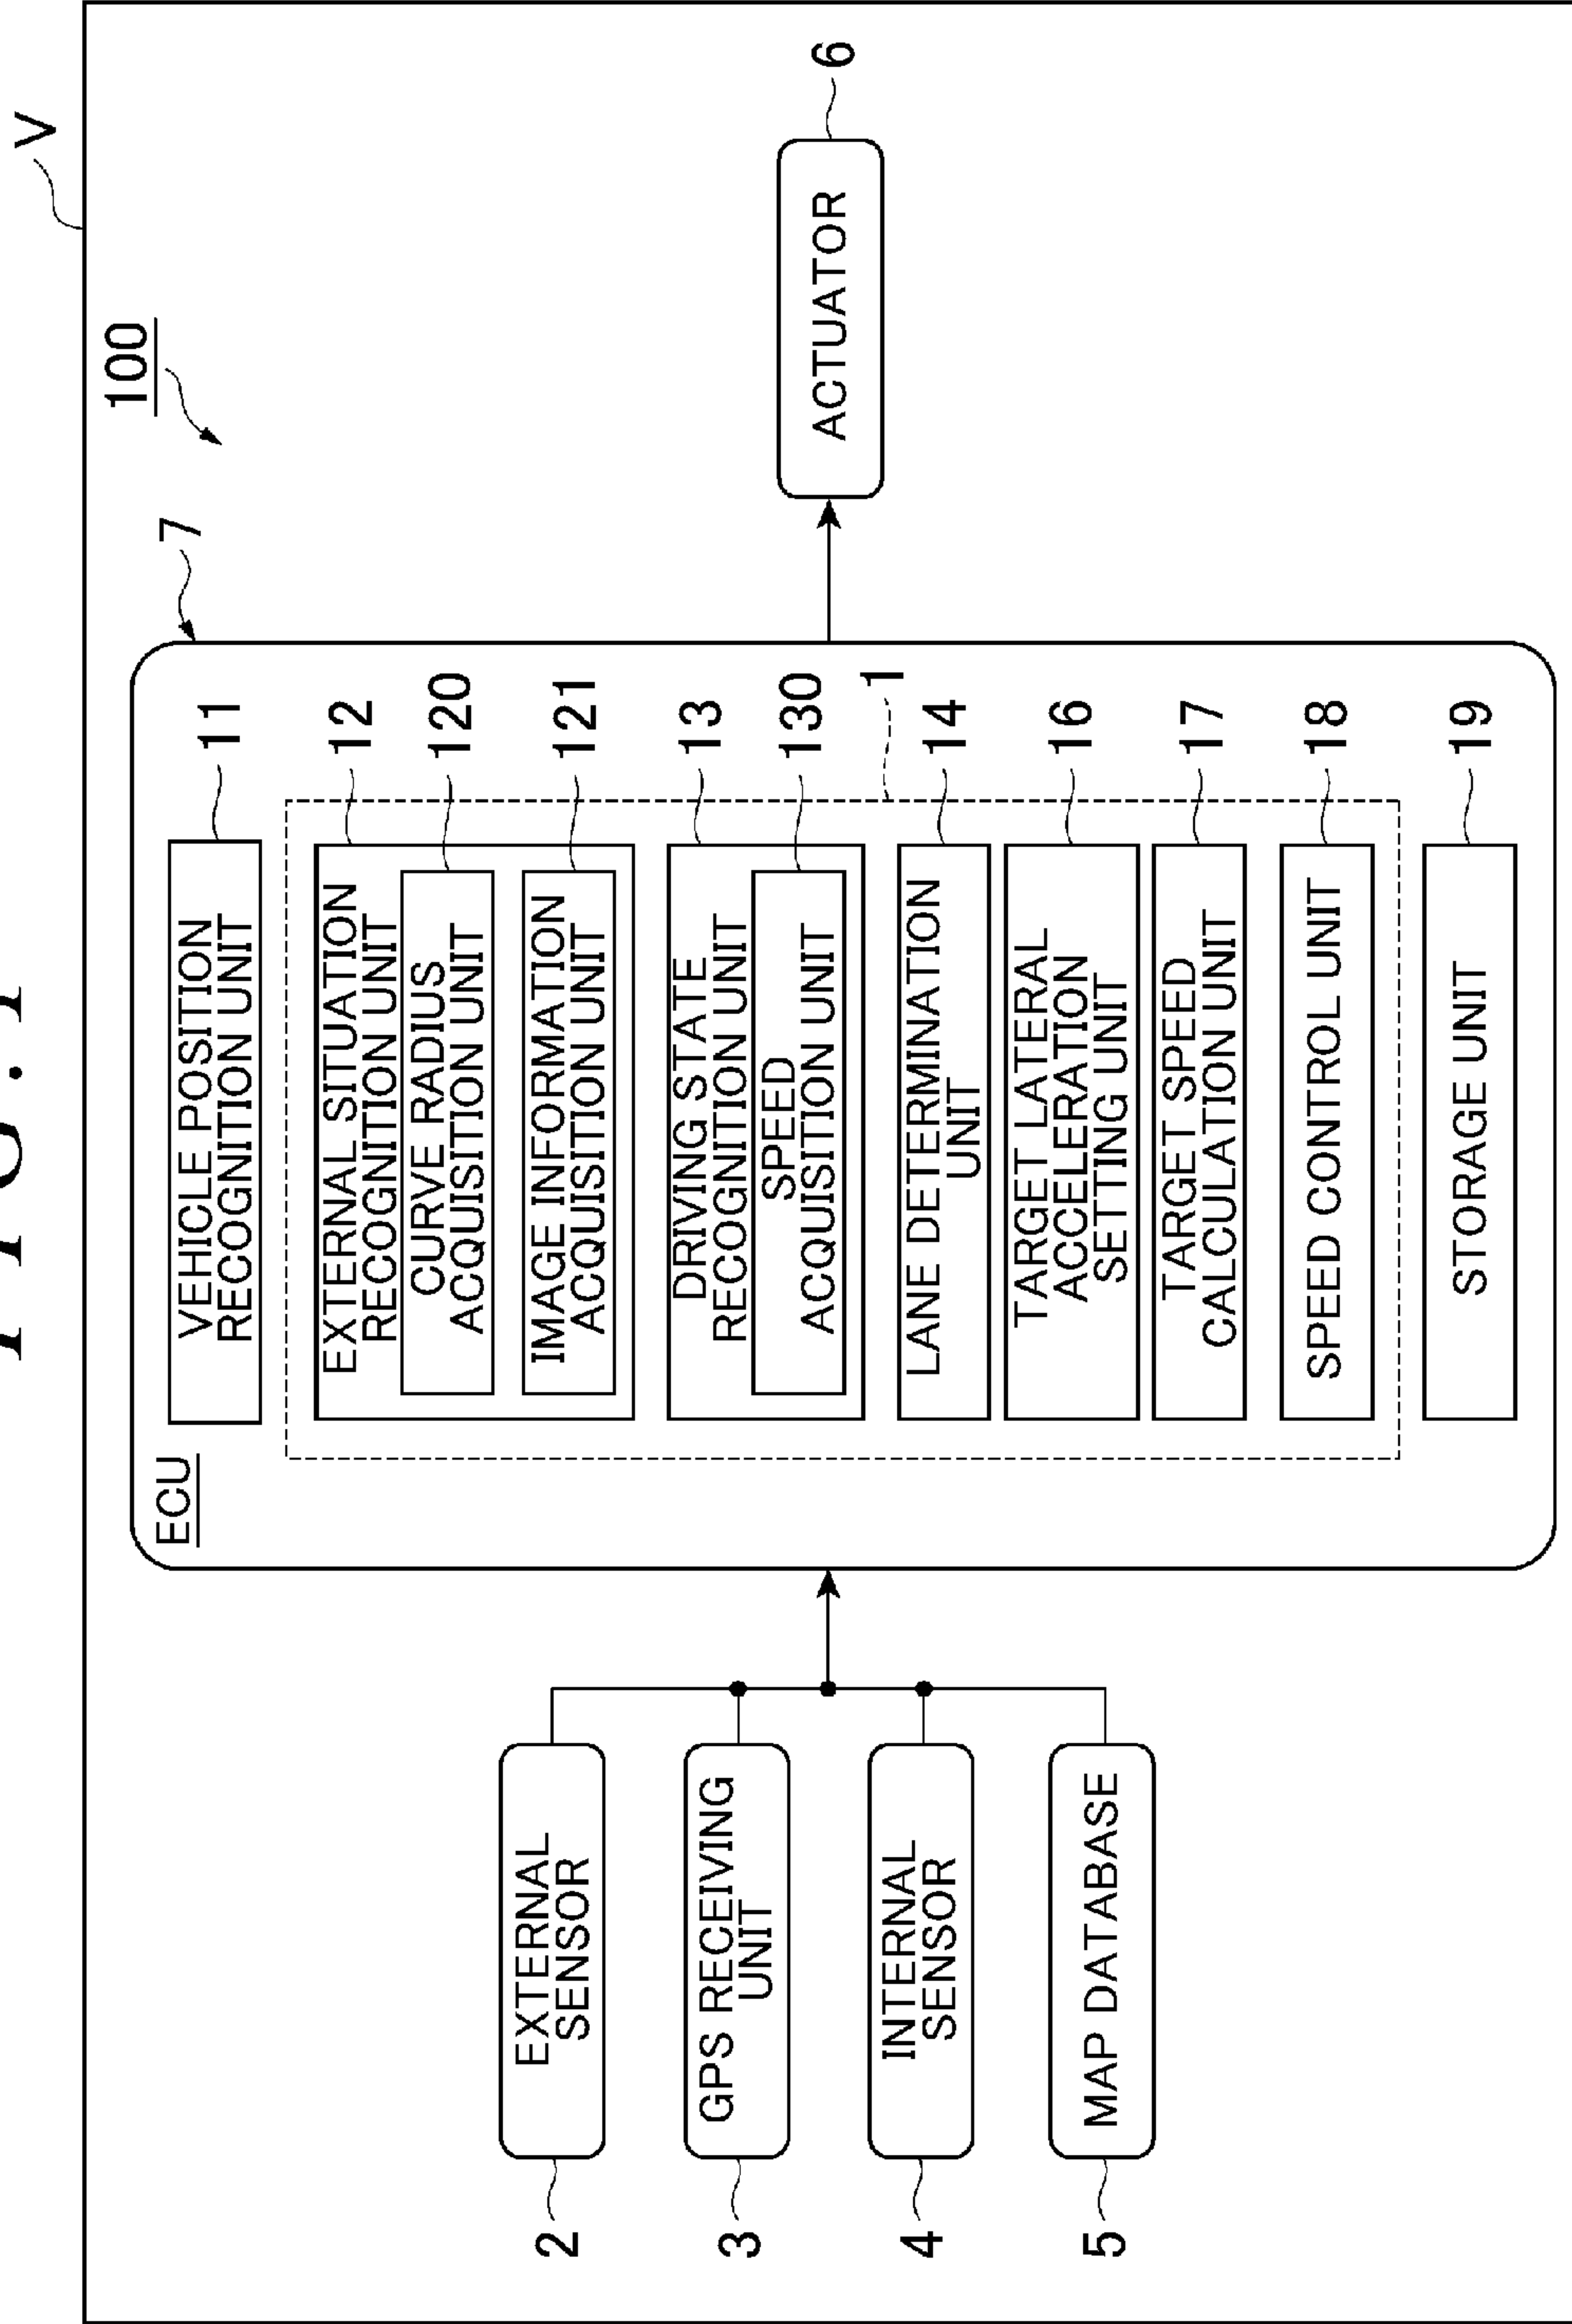 V
100
7
ECU
VEHICLE POSITION
RECOGNITION UNIT
11
EXTERNAL SITUATION
RECOGNITION UNIT
12
CURVE RADIUS
ACQUISITION UNIT
120
IMAGE INFORMATION
ACQUISITION UNIT
121
DRIVING STATE
RECOGNITION UNIT
13
SPEED
ACQUISITION UNIT
130
1
LANE DETERMINATION
UNIT
14
TARGET LATERAL
ACCELERATION
SETTING UNIT
16
TARGET SPEED
CALCULATION UNIT
17
SPEED CONTROL UNIT
18
STORAGE UNIT
19
2
EXTERNAL
SENSOR
3
GPS RECEIVING
UNIT
4
INTERNAL
SENSOR
5
MAP DATABASE
ACTUATOR
6